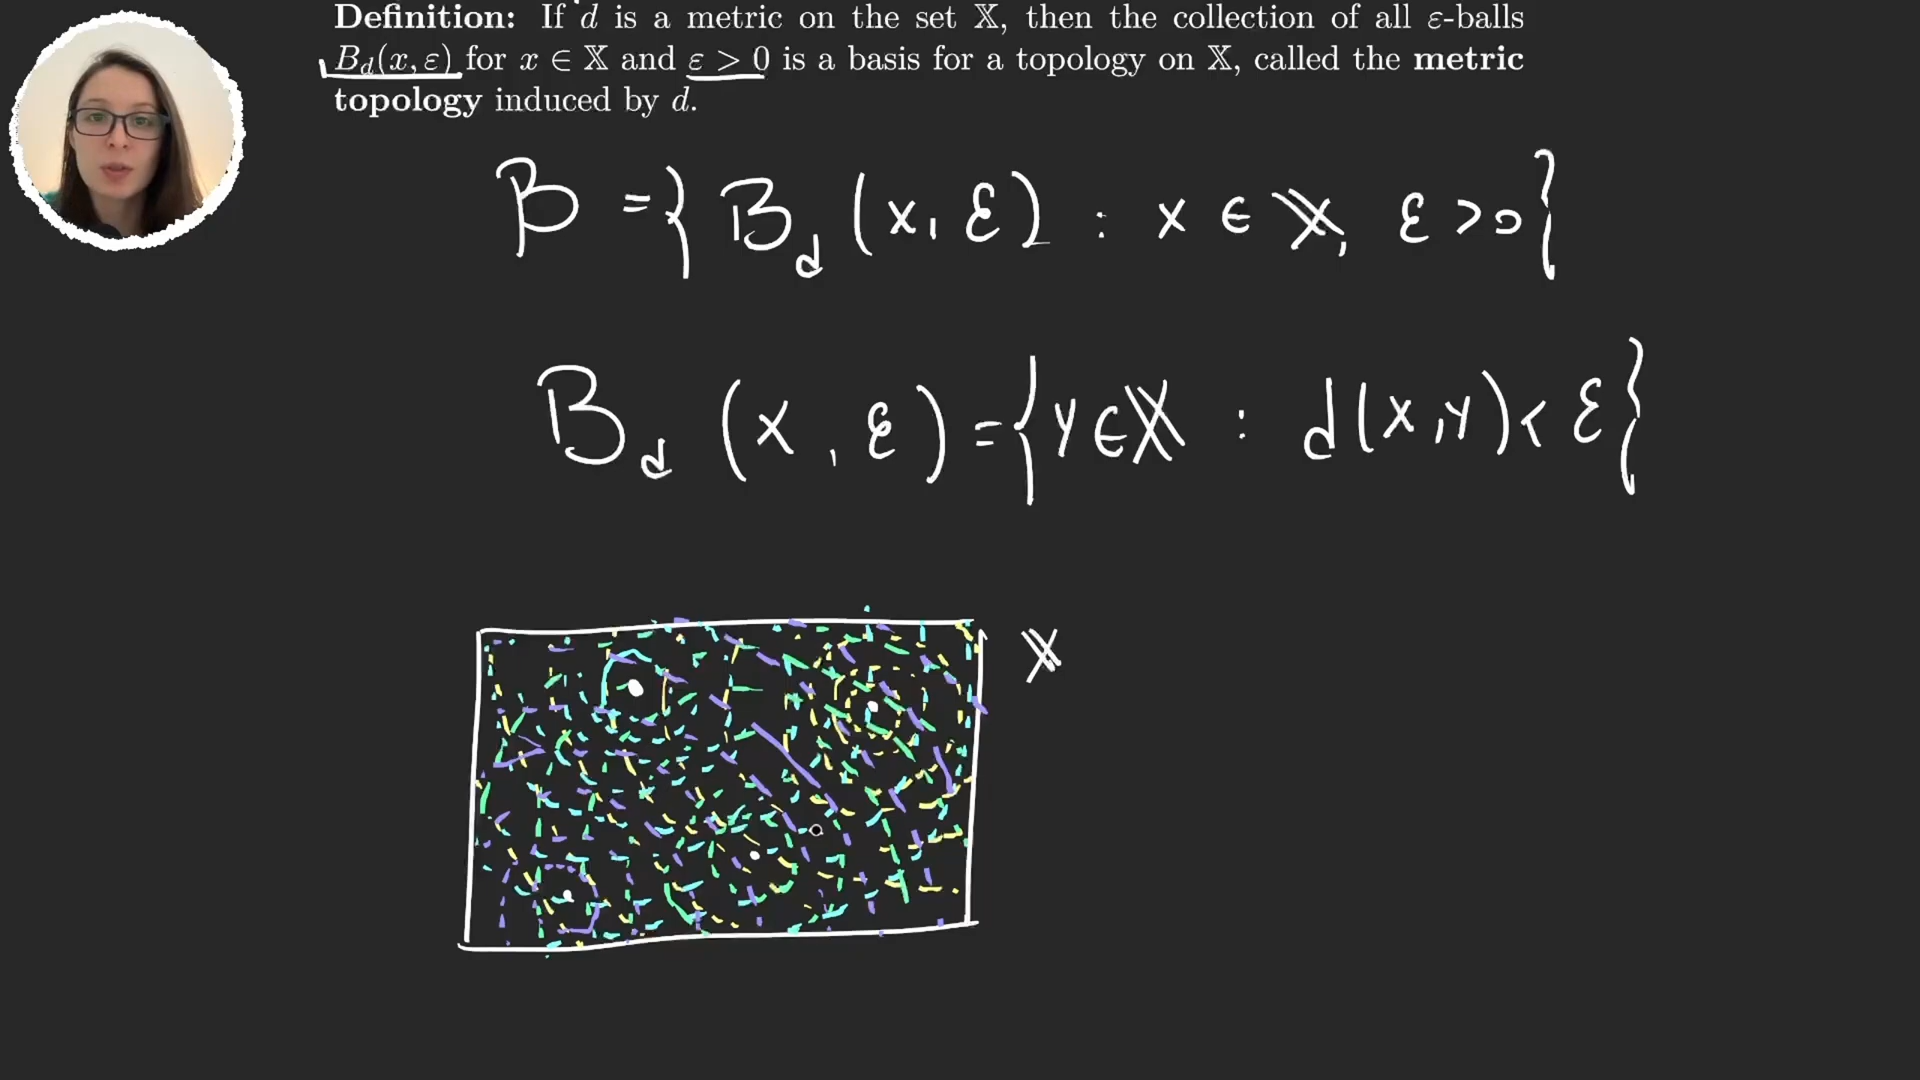 Definition: If d is a metric on the set 𝕏, then the collection of all ε-balls
B_d(x, ε) for x ∈ 𝕏 and ε > 0 is a basis for a topology on 𝕏, called the metric
topology induced by d.
B = { B_d (x, ε) : x ∈ 𝕏, ε > 0 }
B_d (x, ε) = { y ∈ 𝕏 : d(x, y) < ε }
𝕏